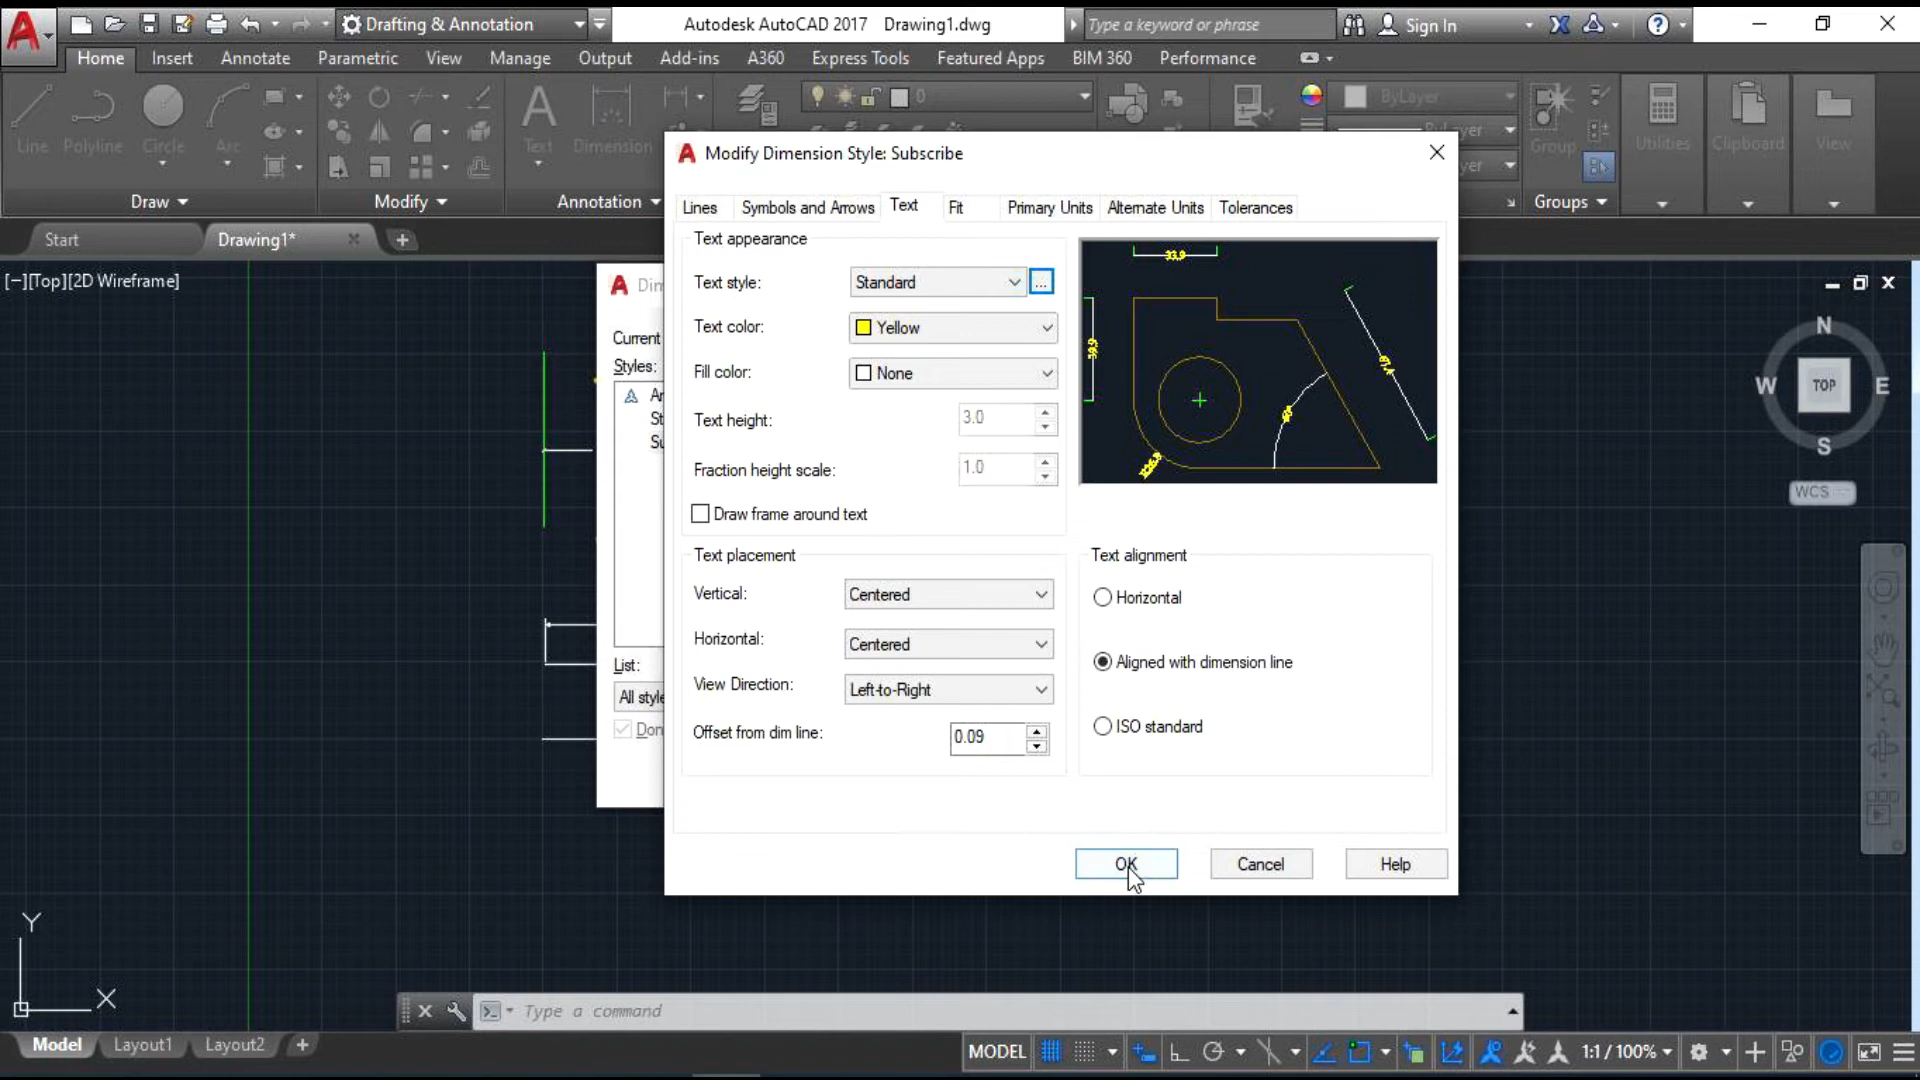 Drafting & Annotation
Autodesk AutoCAD 2017 Drawing1.dwg
Type a keyword or phrase
Sign In
Home Insert Annotate Parametric View Manage Output Add-ins A360 Express Tools Featured Apps BIM 360 Performance
0
ByLayer
Line Polyline Circle Arc Text Dimension Group Utilities Clipboard View
Draw Modify Annotation Groups
Start Drawing1* +
[−][Top][2D Wireframe]
Modify Dimension Style: Subscribe
Lines Symbols and Arrows Text Fit Primary Units Alternate Units Tolerances
Text appearance
Text style: Standard ...
Text color: Yellow
Fill color: None
Text height: 3.0
Fraction height scale: 1.0
Draw frame around text
Text placement
Vertical: Centered
Horizontal: Centered
View Direction: Left-to-Right
Offset from dim line: 0.09
Text alignment
Horizontal
Aligned with dimension line
ISO standard
OK Cancel Help
Current
Styles:
List:
All style
N
W TOP E
S
WCS
Y
X
Type a command
Model Layout1 Layout2 +
MODEL 1:1 / 100%